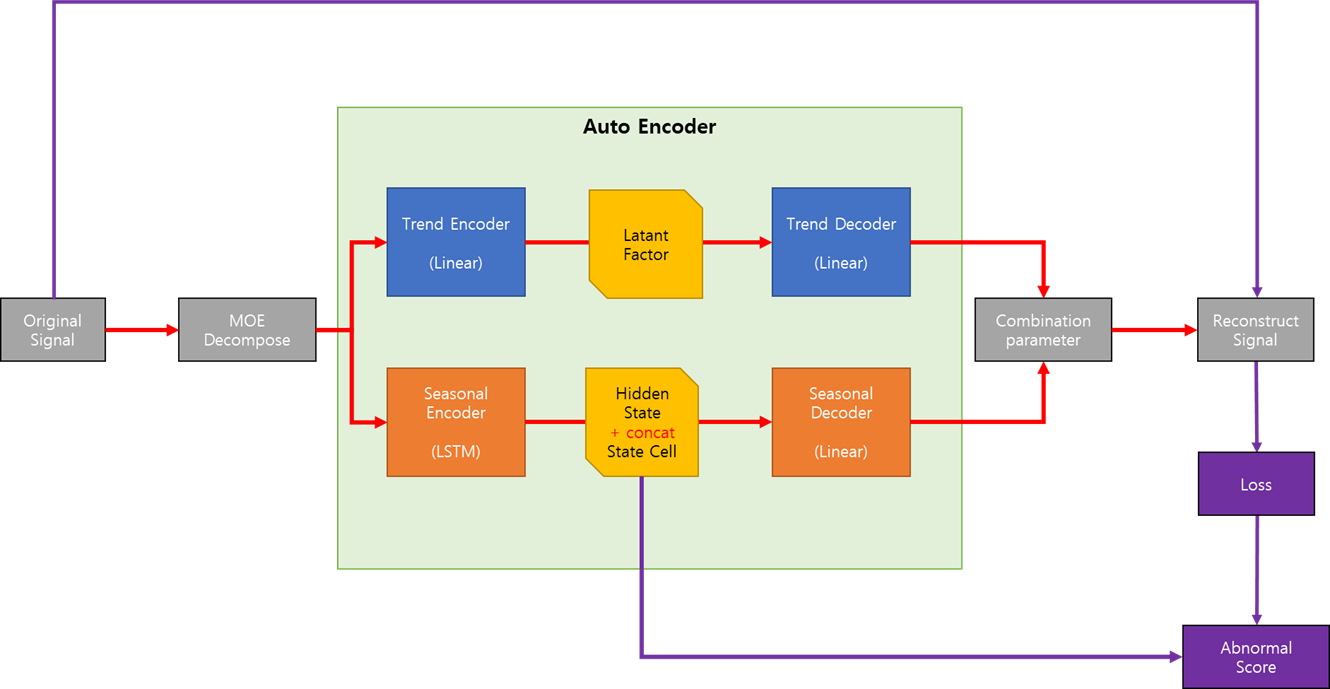 Auto Encoder
Trend Encoder
(Linear)
Latant
Factor
Trend Decoder
(Linear)
Original
Signal
MOE
Decompose
Combination
parameter
Reconstruct
Signal
Seasonal
Encoder
(LSTM)
Hidden
State
+ concat
State Cell
Seasonal
Decoder
(Linear)
Loss
Abnormal
Score